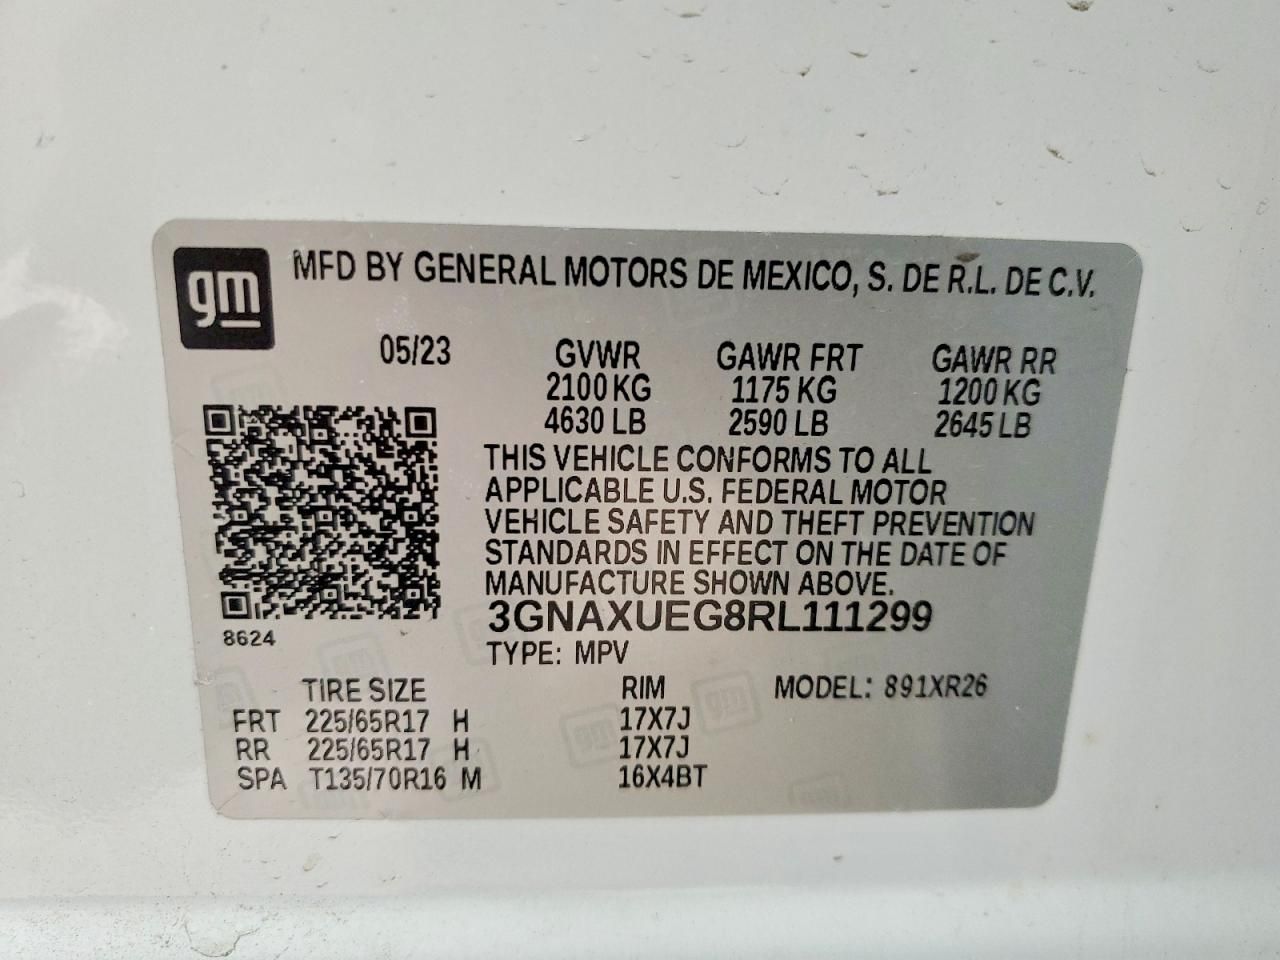 gm
MFD BY GENERAL MOTORS DE MEXICO, S. DE R.L. DE C.V.
05/23 GVWR GAWR FRT GAWR RR
2100 KG 1175 KG 1200 KG
4630 LB 2590 LB 2645 LB
THIS VEHICLE CONFORMS TO ALL
APPLICABLE U.S. FEDERAL MOTOR
VEHICLE SAFETY AND THEFT PREVENTION
STANDARDS IN EFFECT ON THE DATE OF
MANUFACTURE SHOWN ABOVE.
3GNAXUEG8RL111299
8624
TYPE: MPV
TIRE SIZE RIM MODEL: 891XR26
FRT 225/65R17 H 17X7J
RR 225/65R17 H 17X7J
SPA T135/70R16 M 16X4BT